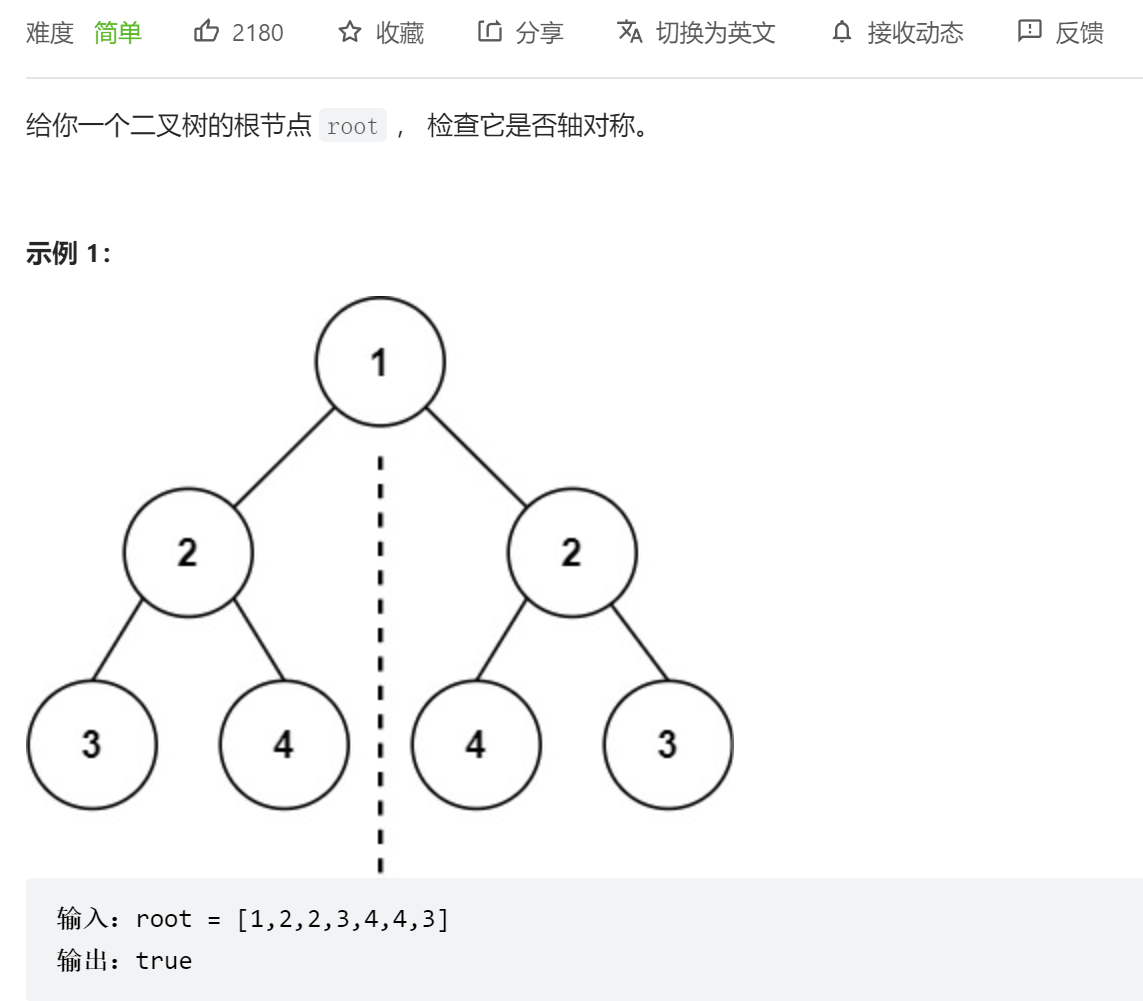 难度 简单 2180 收藏 分享 切换为英文 接收动态 反馈
给你一个二叉树的根节点 root ， 检查它是否轴对称。
示例 1：
1
2 2
3 4 4 3
输入：root = [1,2,2,3,4,4,3]
输出：true